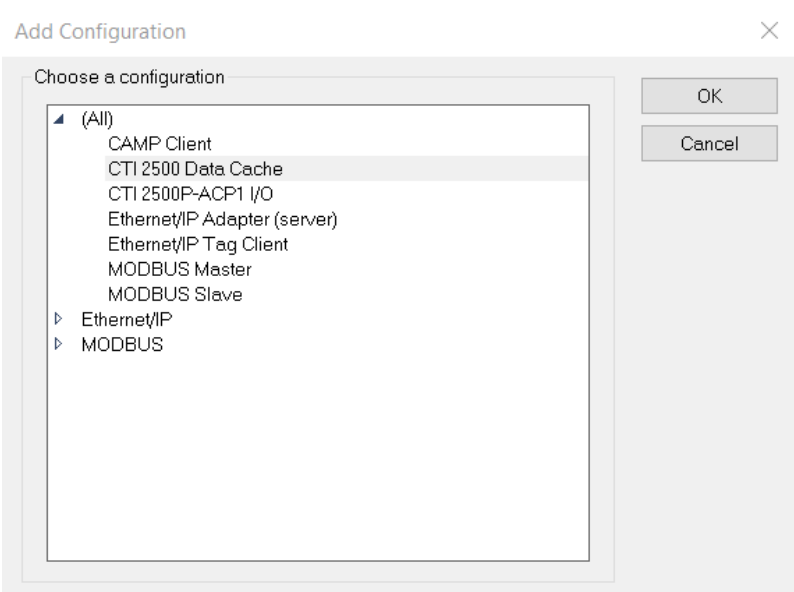 Add Configuration
Choose a configuration
OK
Cancel
(All)
CAMP Client
CTI 2500 Data Cache
CTI 2500P-ACP1 I/O
Ethernet/IP Adapter (server)
Ethernet/IP Tag Client
MODBUS Master
MODBUS Slave
Ethernet/IP
MODBUS